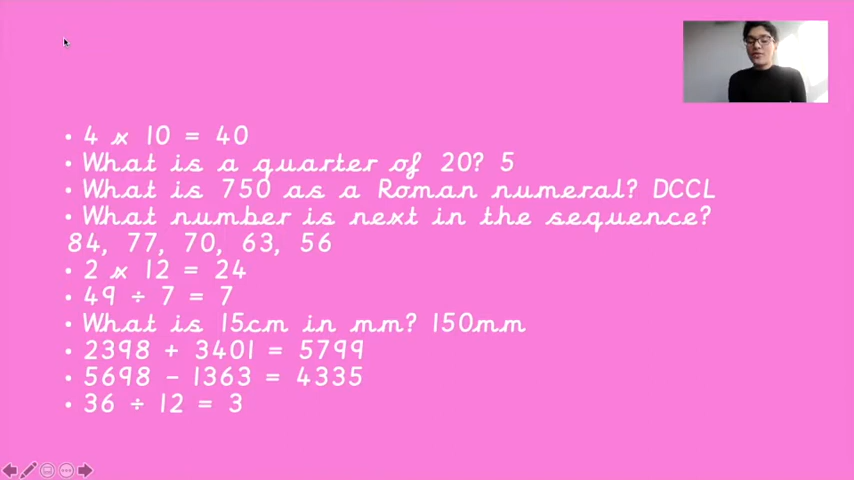 • 4 x 10 = 40
• What is a quarter of 20? 5
• What is 750 as a Roman numeral? DCCL
• What number is next in the sequence?
84, 77, 70, 63, 56
• 2 x 12 = 24
• 49 ÷ 7 = 7
• What is 15cm in mm? 150mm
• 2398 + 3401 = 5799
• 5698 - 1363 = 4335
• 36 ÷ 12 = 3